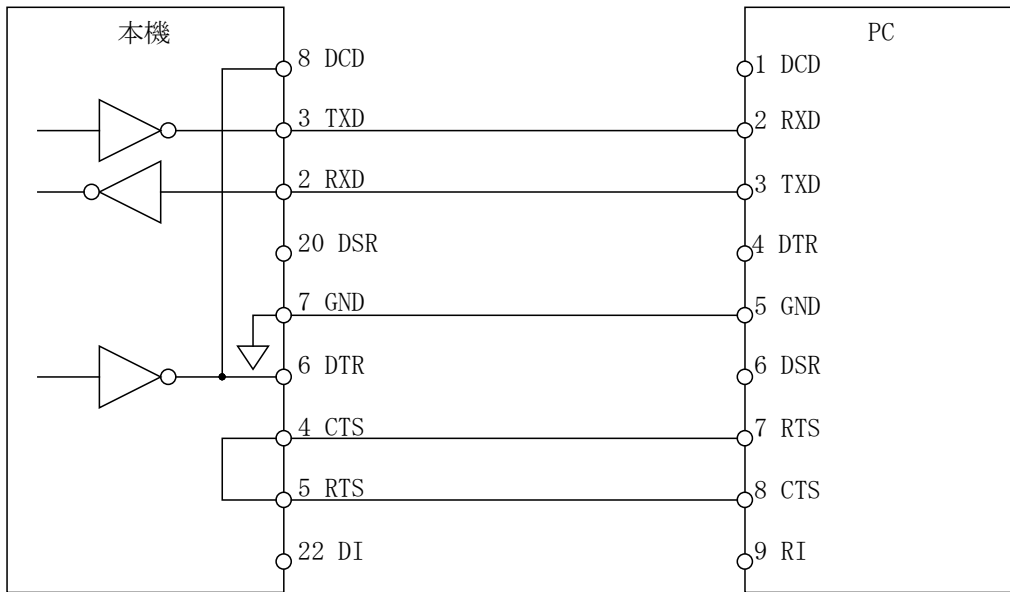 本機
8 DCD
3 TXD
2 RXD
20 DSR
7 GND
6 DTR
4 CTS
5 RTS
22 DI
PC
1 DCD
2 RXD
3 TXD
4 DTR
5 GND
6 DSR
7 RTS
8 CTS
9 RI